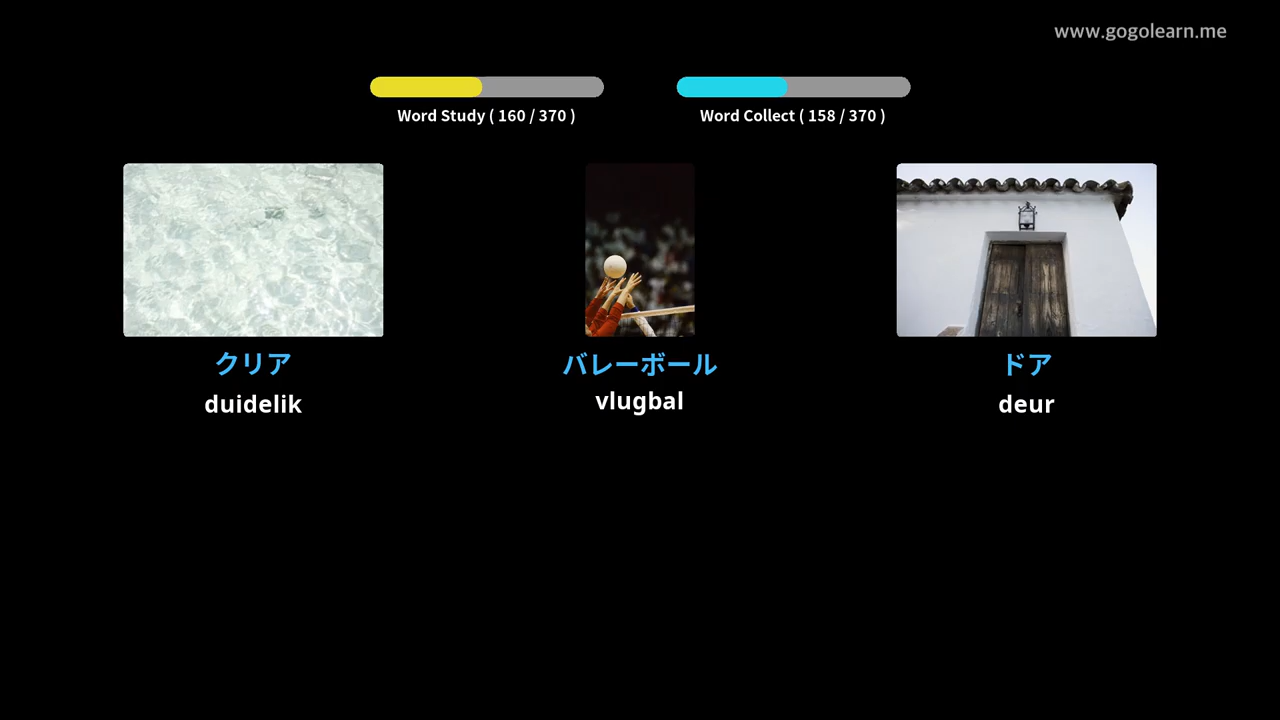 www.gogolearn.me
Word Study ( 160 / 370 )
Word Collect ( 158 / 370 )
クリア
duidelik
バレーボール
vlugbal
ドア
deur